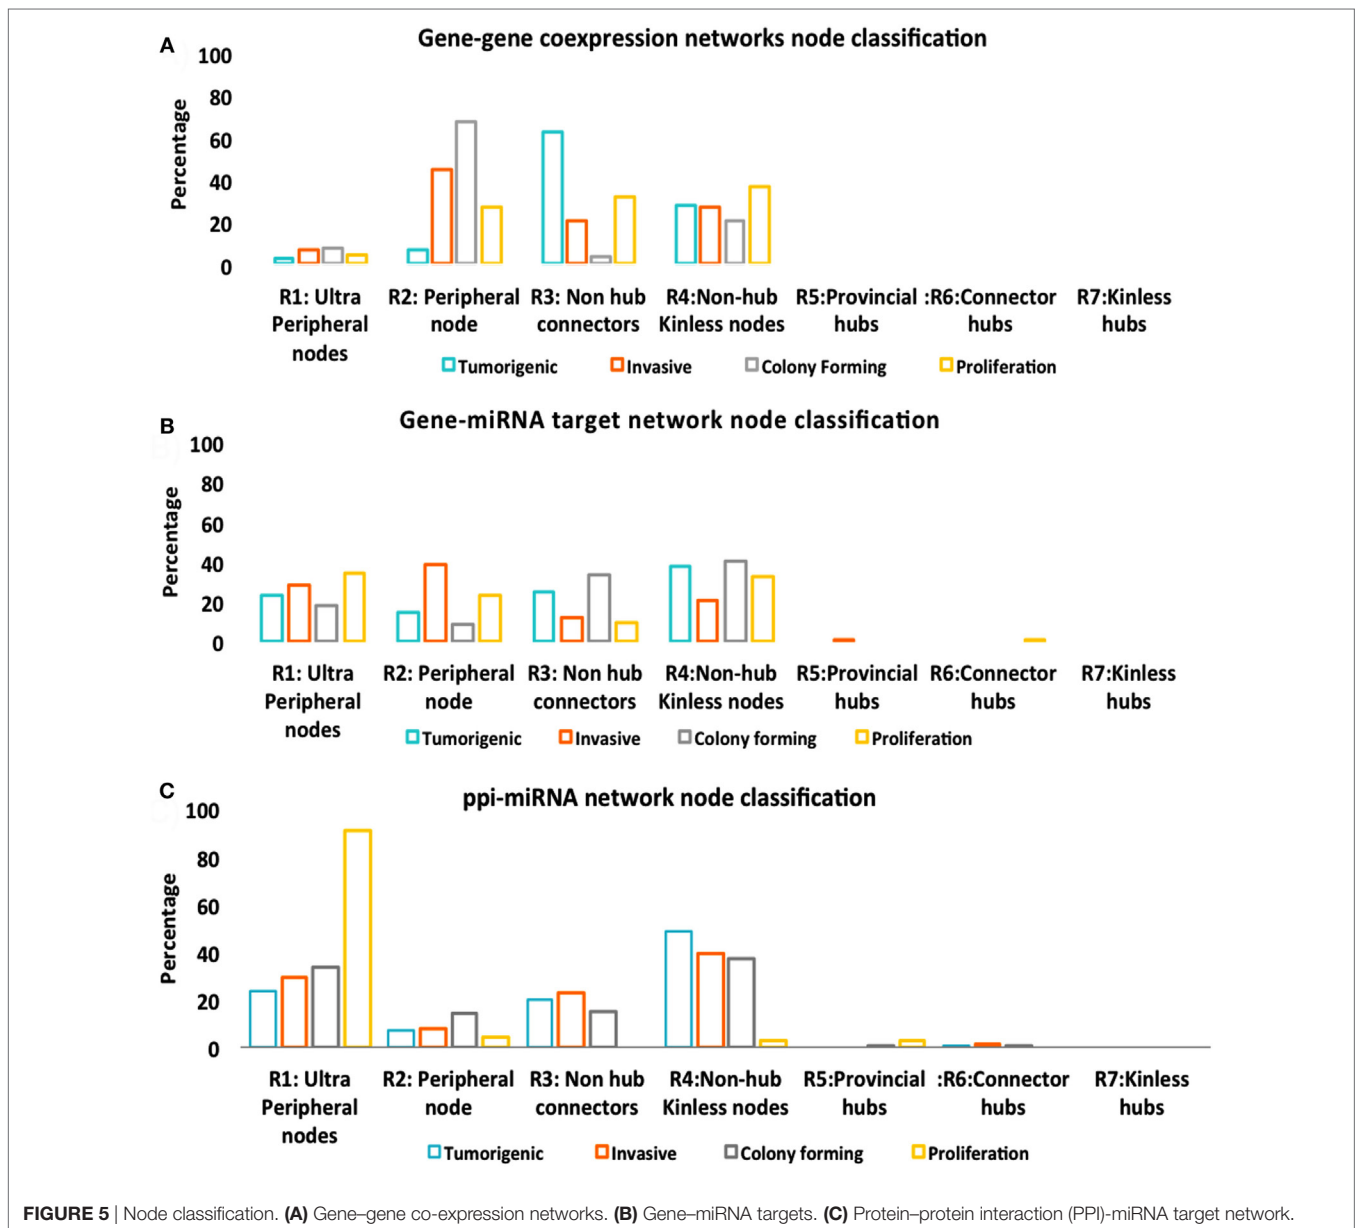 A
Gene-gene coexpression networks node classification
100
80
60
40
20
0
Percentage
R1: Ultra Peripheral nodes
R2: Peripheral node
R3: Non hub connectors
R4:Non-hub Kinless nodes
R5:Provincial hubs
:R6:Connector hubs
R7:Kinless hubs
Tumorigenic Invasive Colony Forming Proliferation
B
Gene-miRNA target network node classification
100
80
60
40
20
0
Percentage
R1: Ultra Peripheral nodes
R2: Peripheral node
R3: Non hub connectors
R4:Non-hub Kinless nodes
R5:Provincial hubs
R6:Connector hubs
R7:Kinless hubs
Tumorigenic Invasive Colony forming Proliferation
C
ppi-miRNA network node classification
100
80
60
40
20
0
Percentage
R1: Ultra Peripheral nodes
R2: Peripheral node
R3: Non hub connectors
R4:Non-hub Kinless nodes
R5:Provincial hubs
:R6:Connector hubs
R7:Kinless hubs
Tumorigenic Invasive Colony forming Proliferation
FIGURE 5 | Node classification. (A) Gene–gene co-expression networks. (B) Gene–miRNA targets. (C) Protein–protein interaction (PPI)-miRNA target network.